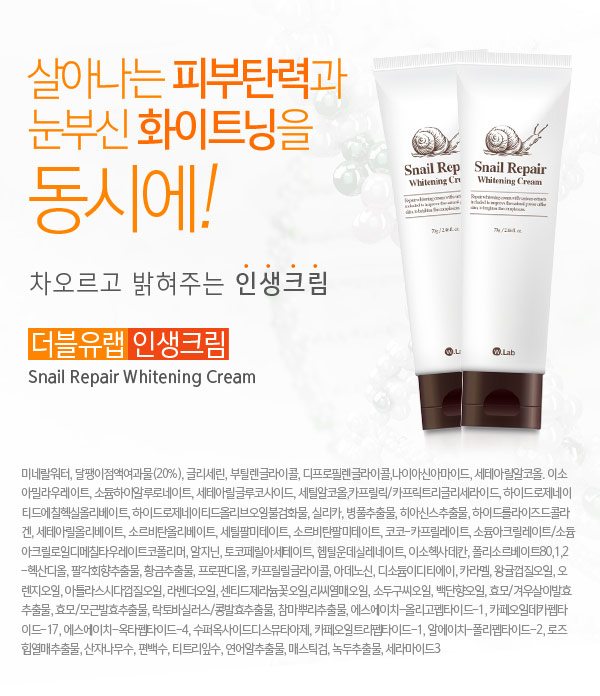 살아나는 피부탄력과
눈부신 화이트닝을
동시에!
차오르고 밝혀주는 인생크림
더블유랩 인생크림
Snail Repair Whitening Cream
Snail Repair
Whitening Cream
Snail Repair
Whitening Cream
W.Lab
W.Lab
미네랄워터, 달팽이점액여과물(20%), 글리세린, 부틸렌글라이콜, 디프로필렌글라이콜,나이아신아마이드, 세테아릴알코올. 이소
아밀라우레이트, 소듐하이알루로네이트, 세테아릴글루코사이드, 세틸알코올,카프릴릭/카프릭트리글리세라이드, 하이드로제네이
티드에칠헥실올리베이트, 하이드로제네이티드올리브오일불검화물, 실리카, 병풀추출물, 히아신스추출물, 하이드롤라이즈드콜라
겐, 세테아릴올리베이트, 소르비탄올리베이트, 세틸팔미테이트, 소르비탄팔미테이트, 코코-카프릴레이트, 소듐아크릴레이트/소듐
아크릴로일디메칠타우레이트코폴리머, 알지닌, 토코페릴아세테이트, 헵틸운데실레네이트, 이소헥사데칸, 폴리소르베이트80,1,2
-헥산디올, 팔각회향추출물, 황금추출물, 프로판디올, 카프릴릴글라이콜, 아데노신, 디소듐이디티에이, 카라멜, 왕귤껍질오일, 오
렌지오일, 아틀라스시다껍질오일, 라벤더오일, 센티드제라늄꽃오일,리씨열매오일, 소두구씨오일, 백단향오일, 효모/겨우살이발효
추출물, 효모/모근발효추출물, 락토바실러스/콩발효추출물, 참마뿌리추출물, 에스에이치-올리고펩타이드-1, 카페오일데카펩타
이드-17, 에스에이치-옥타펩타이드-4, 수퍼옥사이드디스뮤타아제, 카페오일트리펩타이드-1, 알에이치-폴리펩타이드-2, 로즈
힙열매추출물, 산자나무수, 편백수, 티트리잎수, 연어알추출물, 매스틱검, 녹두추출물, 세라마이드3